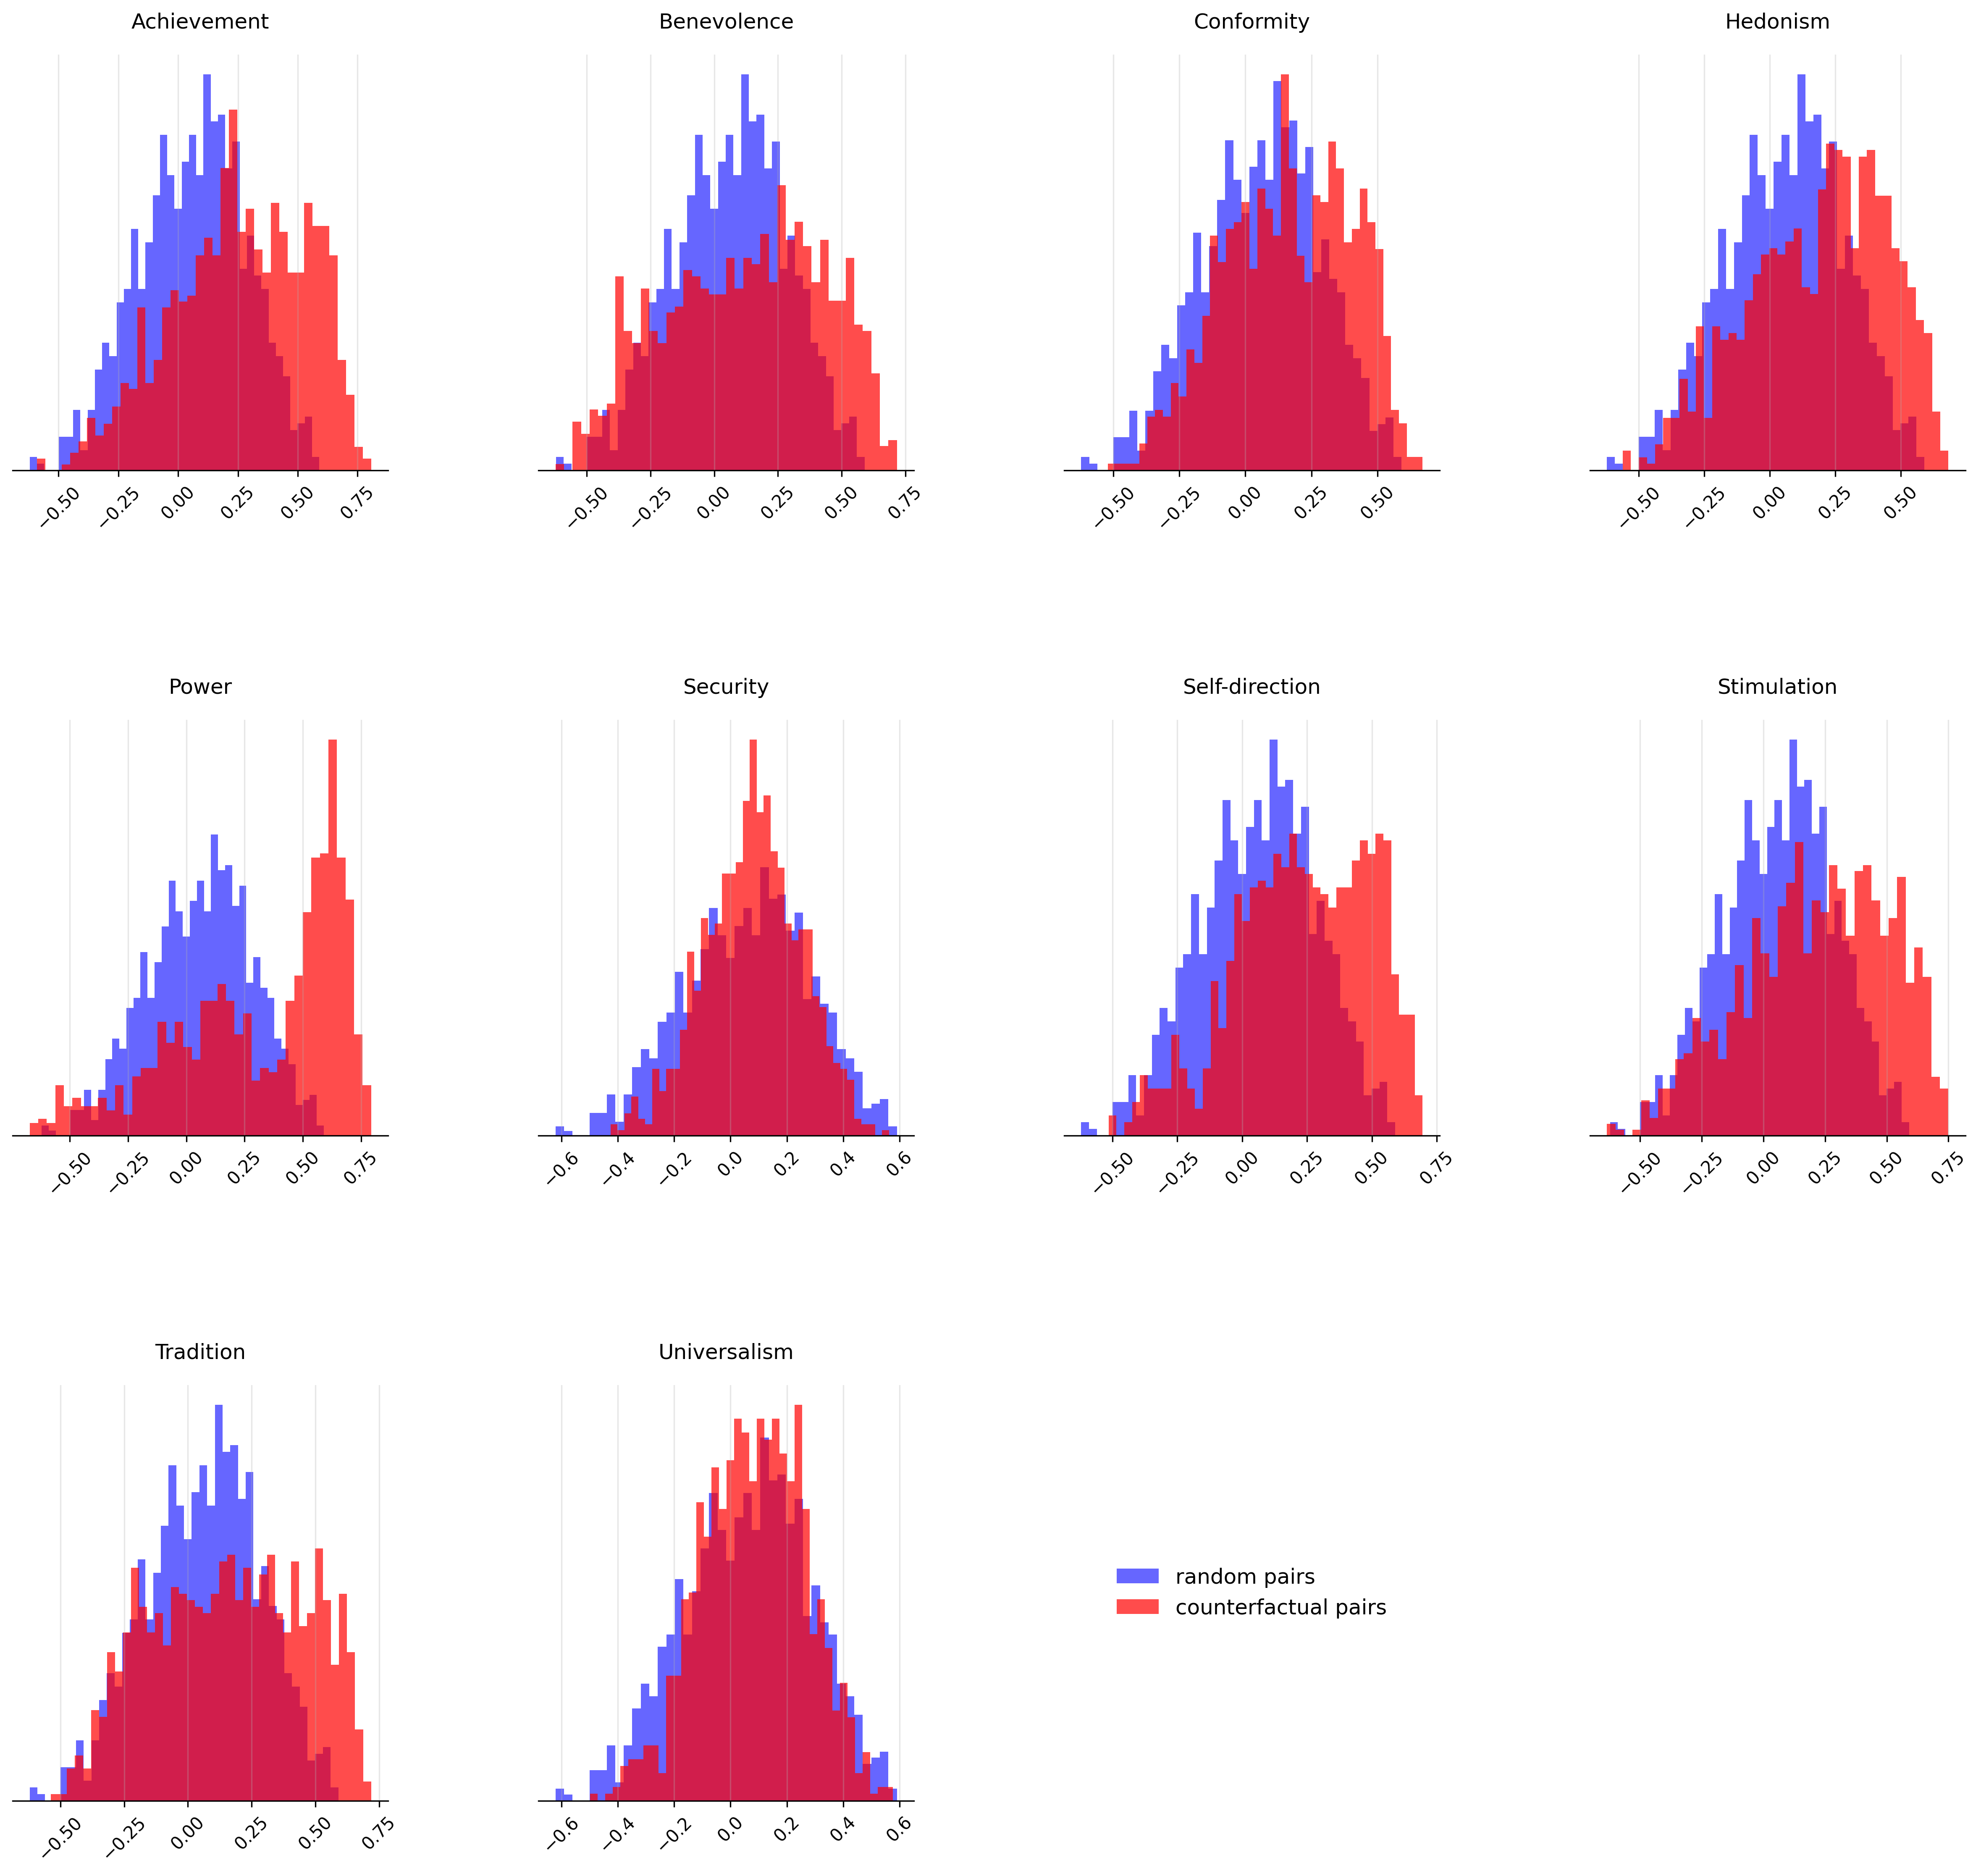 Achievement Benevolence Conformity Hedonism
−0.50 −0.25 0.00 0.25 0.50 0.75 −0.50 −0.25 0.00 0.25 0.50 0.75 −0.50 −0.25 0.00 0.25 0.50 −0.50 −0.25 0.00 0.25 0.50
Power Security Self-direction Stimulation
−0.50 −0.25 0.00 0.25 0.50 0.75 −0.6 −0.4 −0.2 0.0 0.2 0.4 0.6 −0.50 −0.25 0.00 0.25 0.50 0.75 −0.50 −0.25 0.00 0.25 0.50 0.75
Tradition Universalism
random pairs
counterfactual pairs
−0.50 −0.25 0.00 0.25 0.50 0.75 −0.6 −0.4 −0.2 0.0 0.2 0.4 0.6